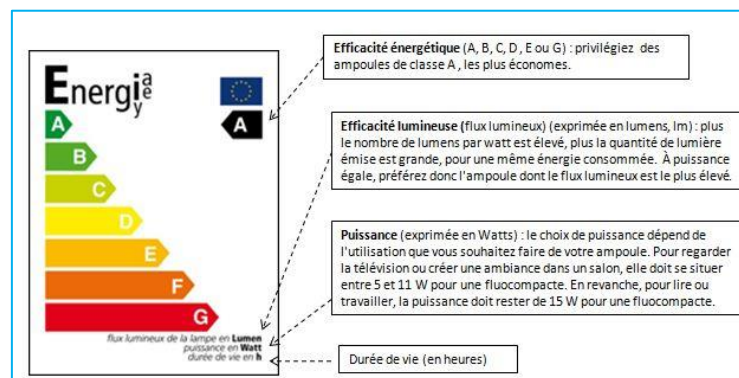 Energi
y
a
e
A
A
B
C
D
E
F
G
flux lumineux de la lampe en Lumen
puissance en Watt
durée de vie en h
Efficacité énergétique (A, B, C, D , E ou G) : privilégiez des
ampoules de classe A , les plus économes.
Efficacité lumineuse (flux lumineux) (exprimée en lumens, lm) : plus
le nombre de lumens par watt est élevé, plus la quantité de lumière
émise est grande, pour une même énergie consommée. À puissance
égale, préférez donc l'ampoule dont le flux lumineux est le plus élevé.
Puissance (exprimée en Watts) : le choix de puissance dépend de
l'utilisation que vous souhaitez faire de votre ampoule. Pour regarder
la télévision ou créer une ambiance dans un salon, elle doit se situer
entre 5 et 11 W pour une fluocompacte. En revanche, pour lire ou
travailler, la puissance doit rester de 15 W pour une fluocompacte.
Durée de vie (en heures)